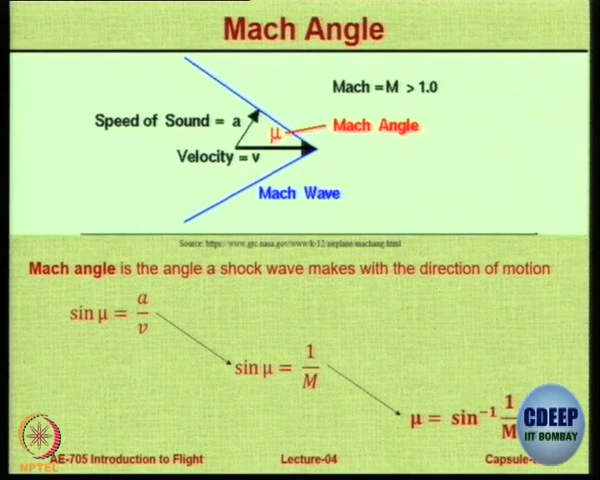 Mach Angle
Mach = M > 1.0
Speed of Sound = a
μ
Mach Angle
Velocity = v
Mach Wave
Source: https://www.grc.nasa.gov/www/k-12/airplane/machang.html
Mach angle is the angle a shock wave makes with the direction of motion
sin μ = a/v
sin μ = 1/M
μ = sin⁻¹ 1/M
CDEEP
IIT BOMBAY
NPTEL
AE-705 Introduction to Flight
Lecture-04